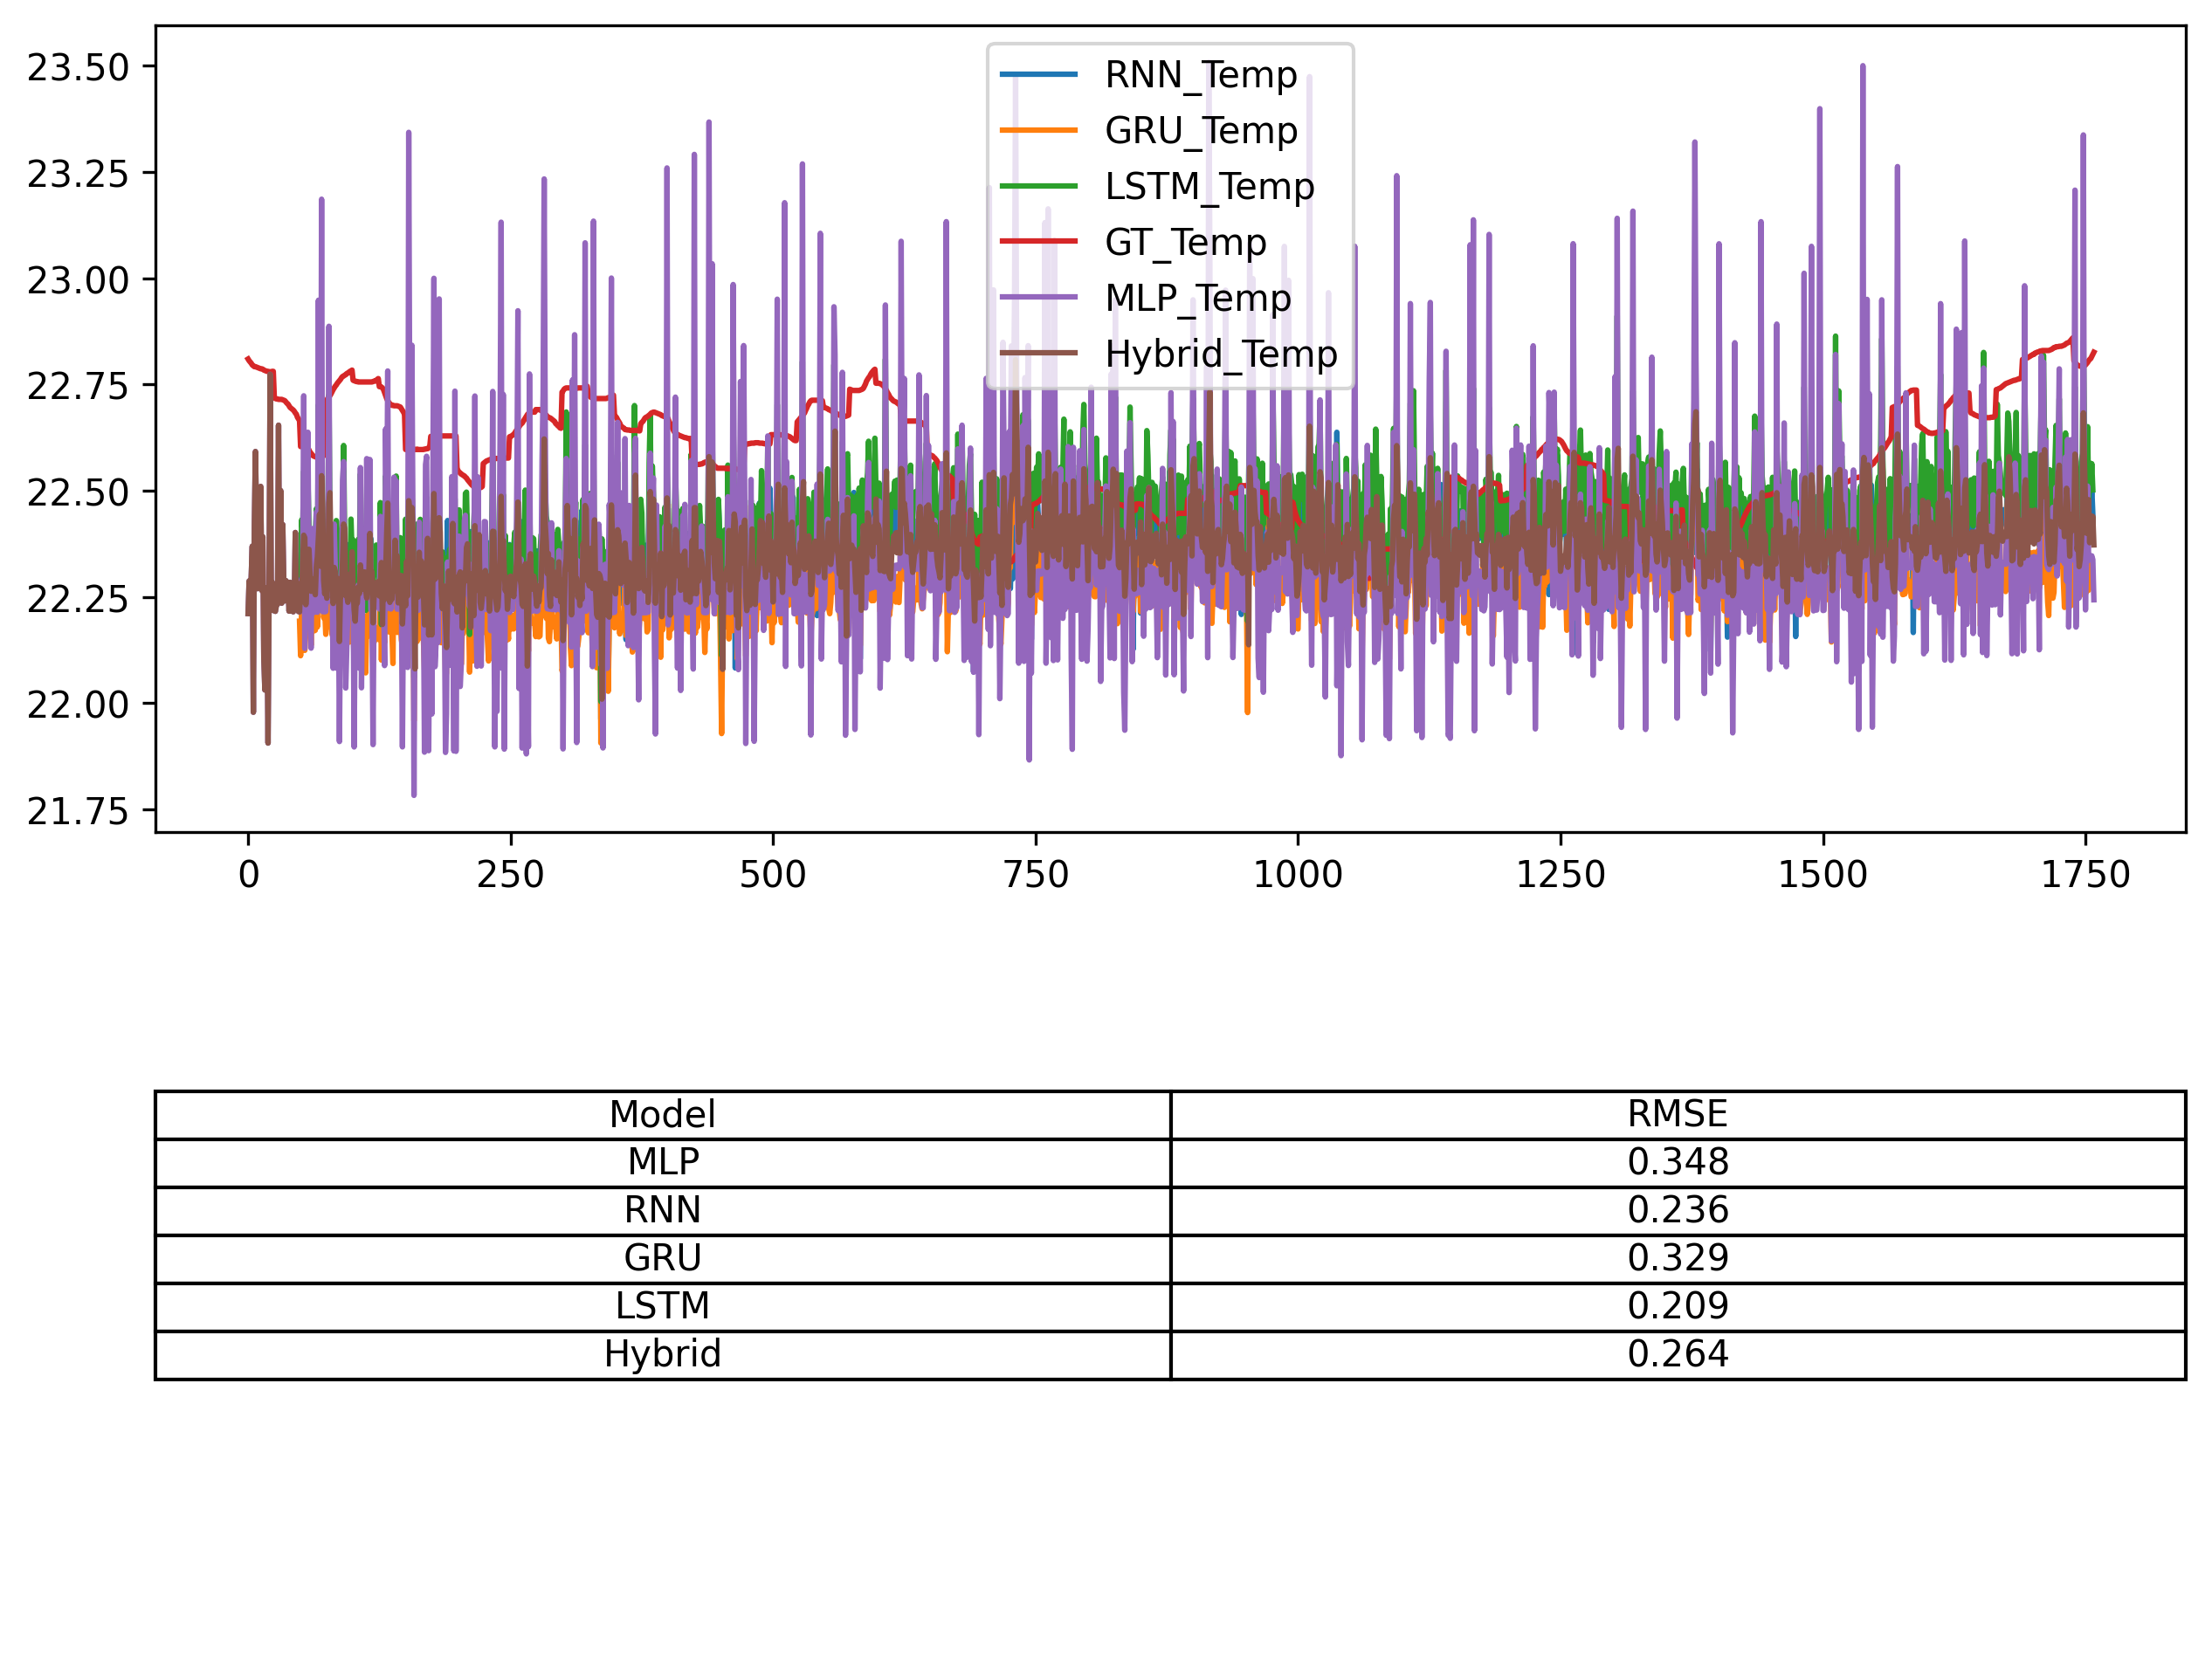 23.50
23.25
23.00
22.75
22.50
22.25
22.00
21.75
RNN_Temp
GRU_Temp
LSTM_Temp
GT_Temp
MLP_Temp
Hybrid_Temp
0 250 500 750 1000 1250 1500 1750
Model RMSE
MLP 0.348
RNN 0.236
GRU 0.329
LSTM 0.209
Hybrid 0.264